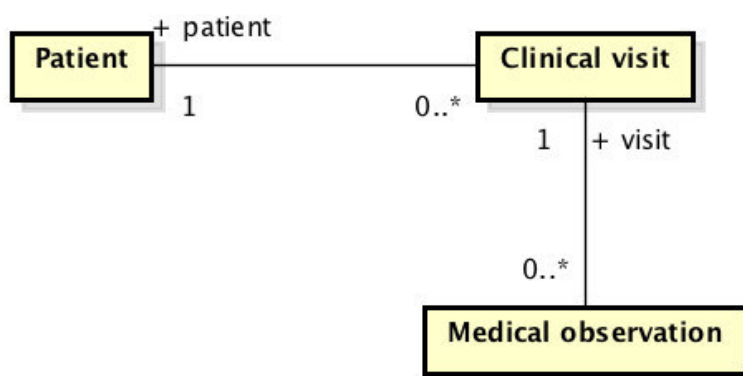 + patient
Patient
Clinical visit
1
0..*
1
+ visit
0..*
Medical observation